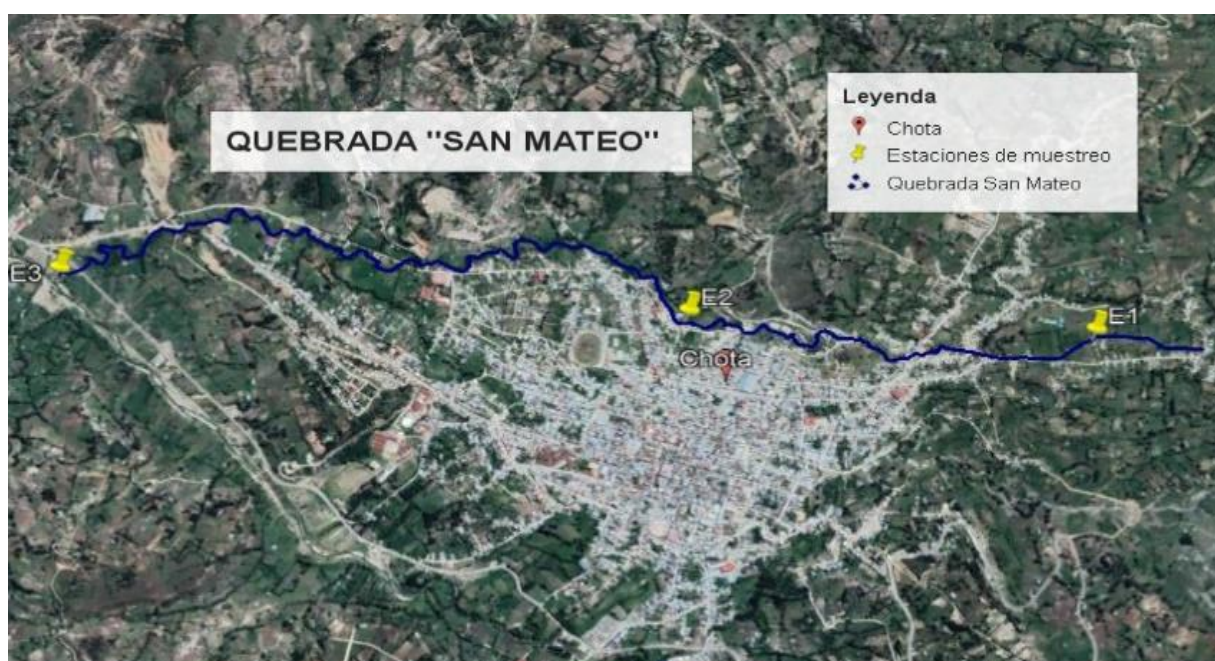 QUEBRADA "SAN MATEO"
Leyenda
Chota
Estaciones de muestreo
Quebrada San Mateo
E3
E2
E1
Chota